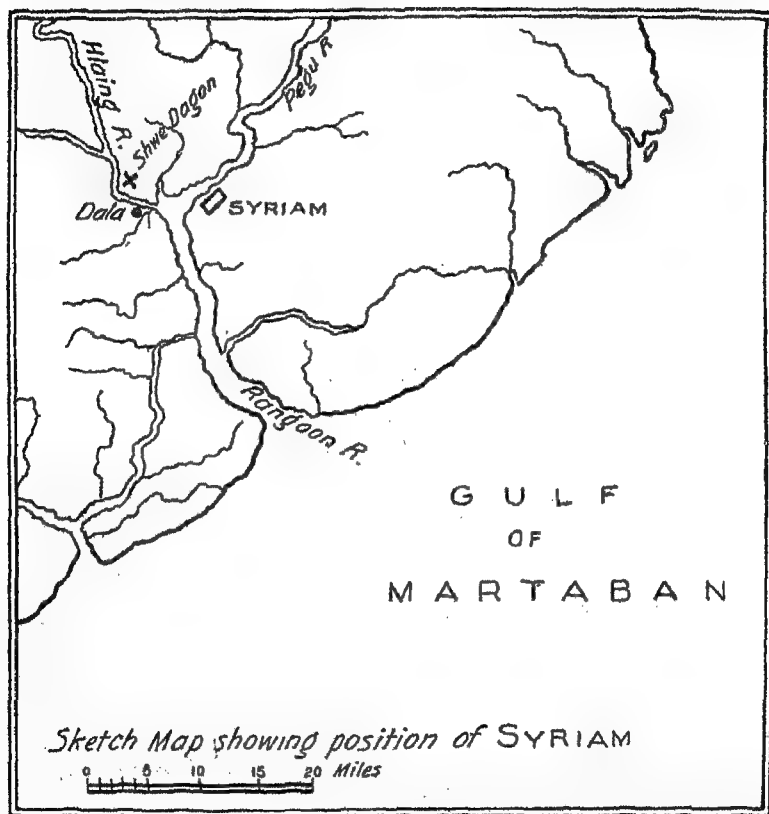 Hlaing R.
Shwe Dagon
Pegu R
Dala
SYRIAM
Rangoon R.
GULF
OF
MARTABAN
Sketch Map showing position of SYRIAM
0 5 10 15 20 Miles